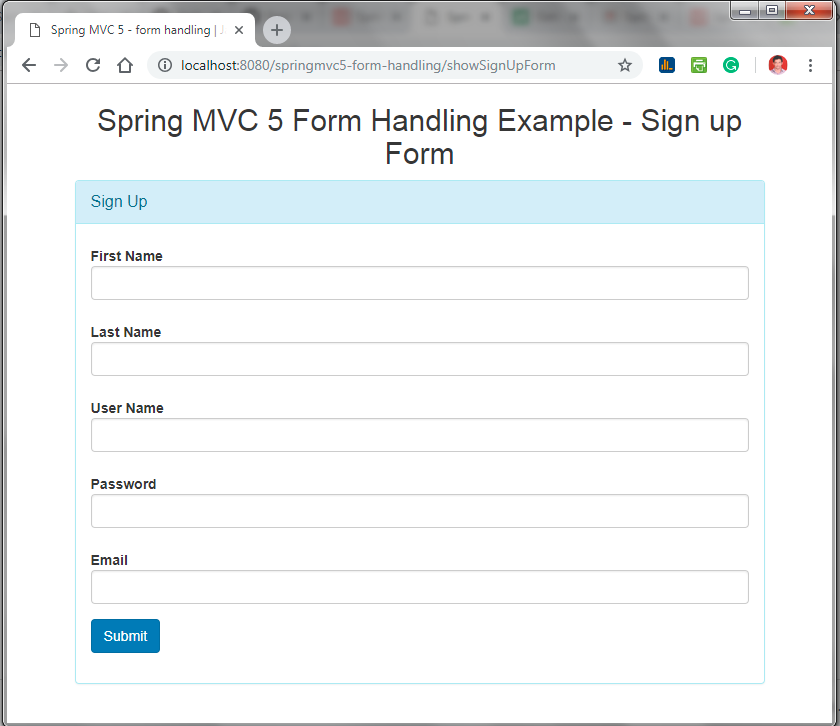 Spring MVC 5 - form handling |
localhost:8080/springmvc5-form-handling/showSignUpForm
Spring MVC 5 Form Handling Example - Sign up
Form
Sign Up
First Name
Last Name
User Name
Password
Email
Submit